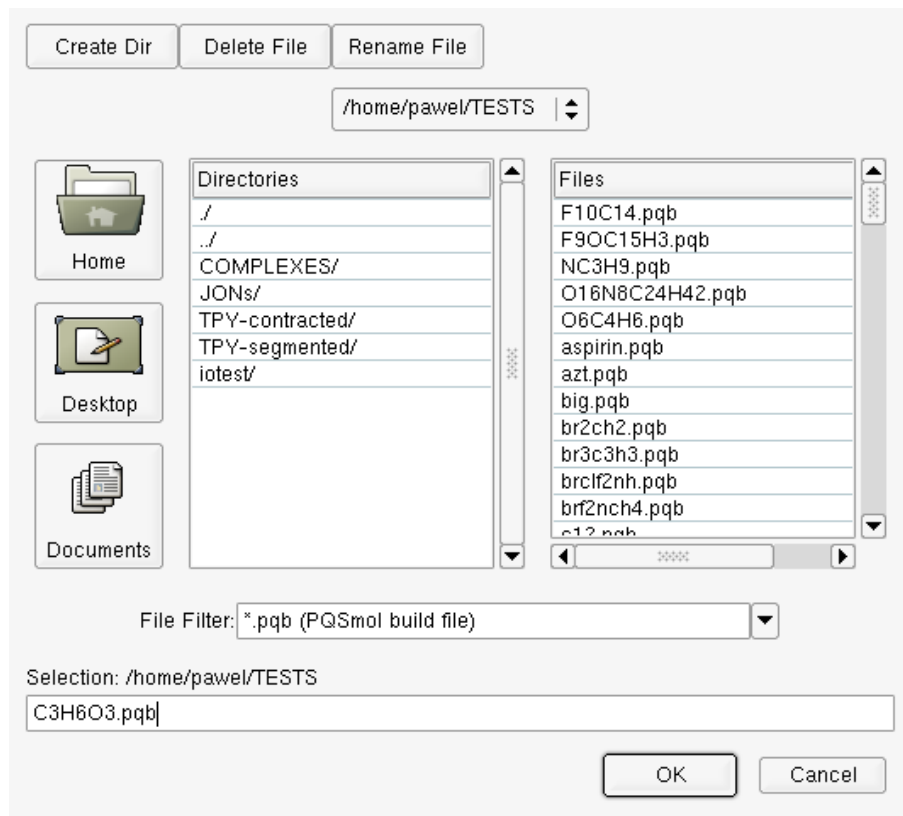 Create Dir Delete File Rename File
/home/pawel/TESTS
Home
Desktop
Documents
Directories
./
../
COMPLEXES/
JONs/
TPY-contracted/
TPY-segmented/
iotest/
Files
F10C14.pqb
F9OC15H3.pqb
NC3H9.pqb
O16N8C24H42.pqb
O6C4H6.pqb
aspirin.pqb
azt.pqb
big.pqb
br2ch2.pqb
br3c3h3.pqb
brclf2nh.pqb
brf2nch4.pqb
c12.pqb
File Filter: *.pqb (PQSmol build file)
Selection: /home/pawel/TESTS
C3H6O3.pqb
OK Cancel